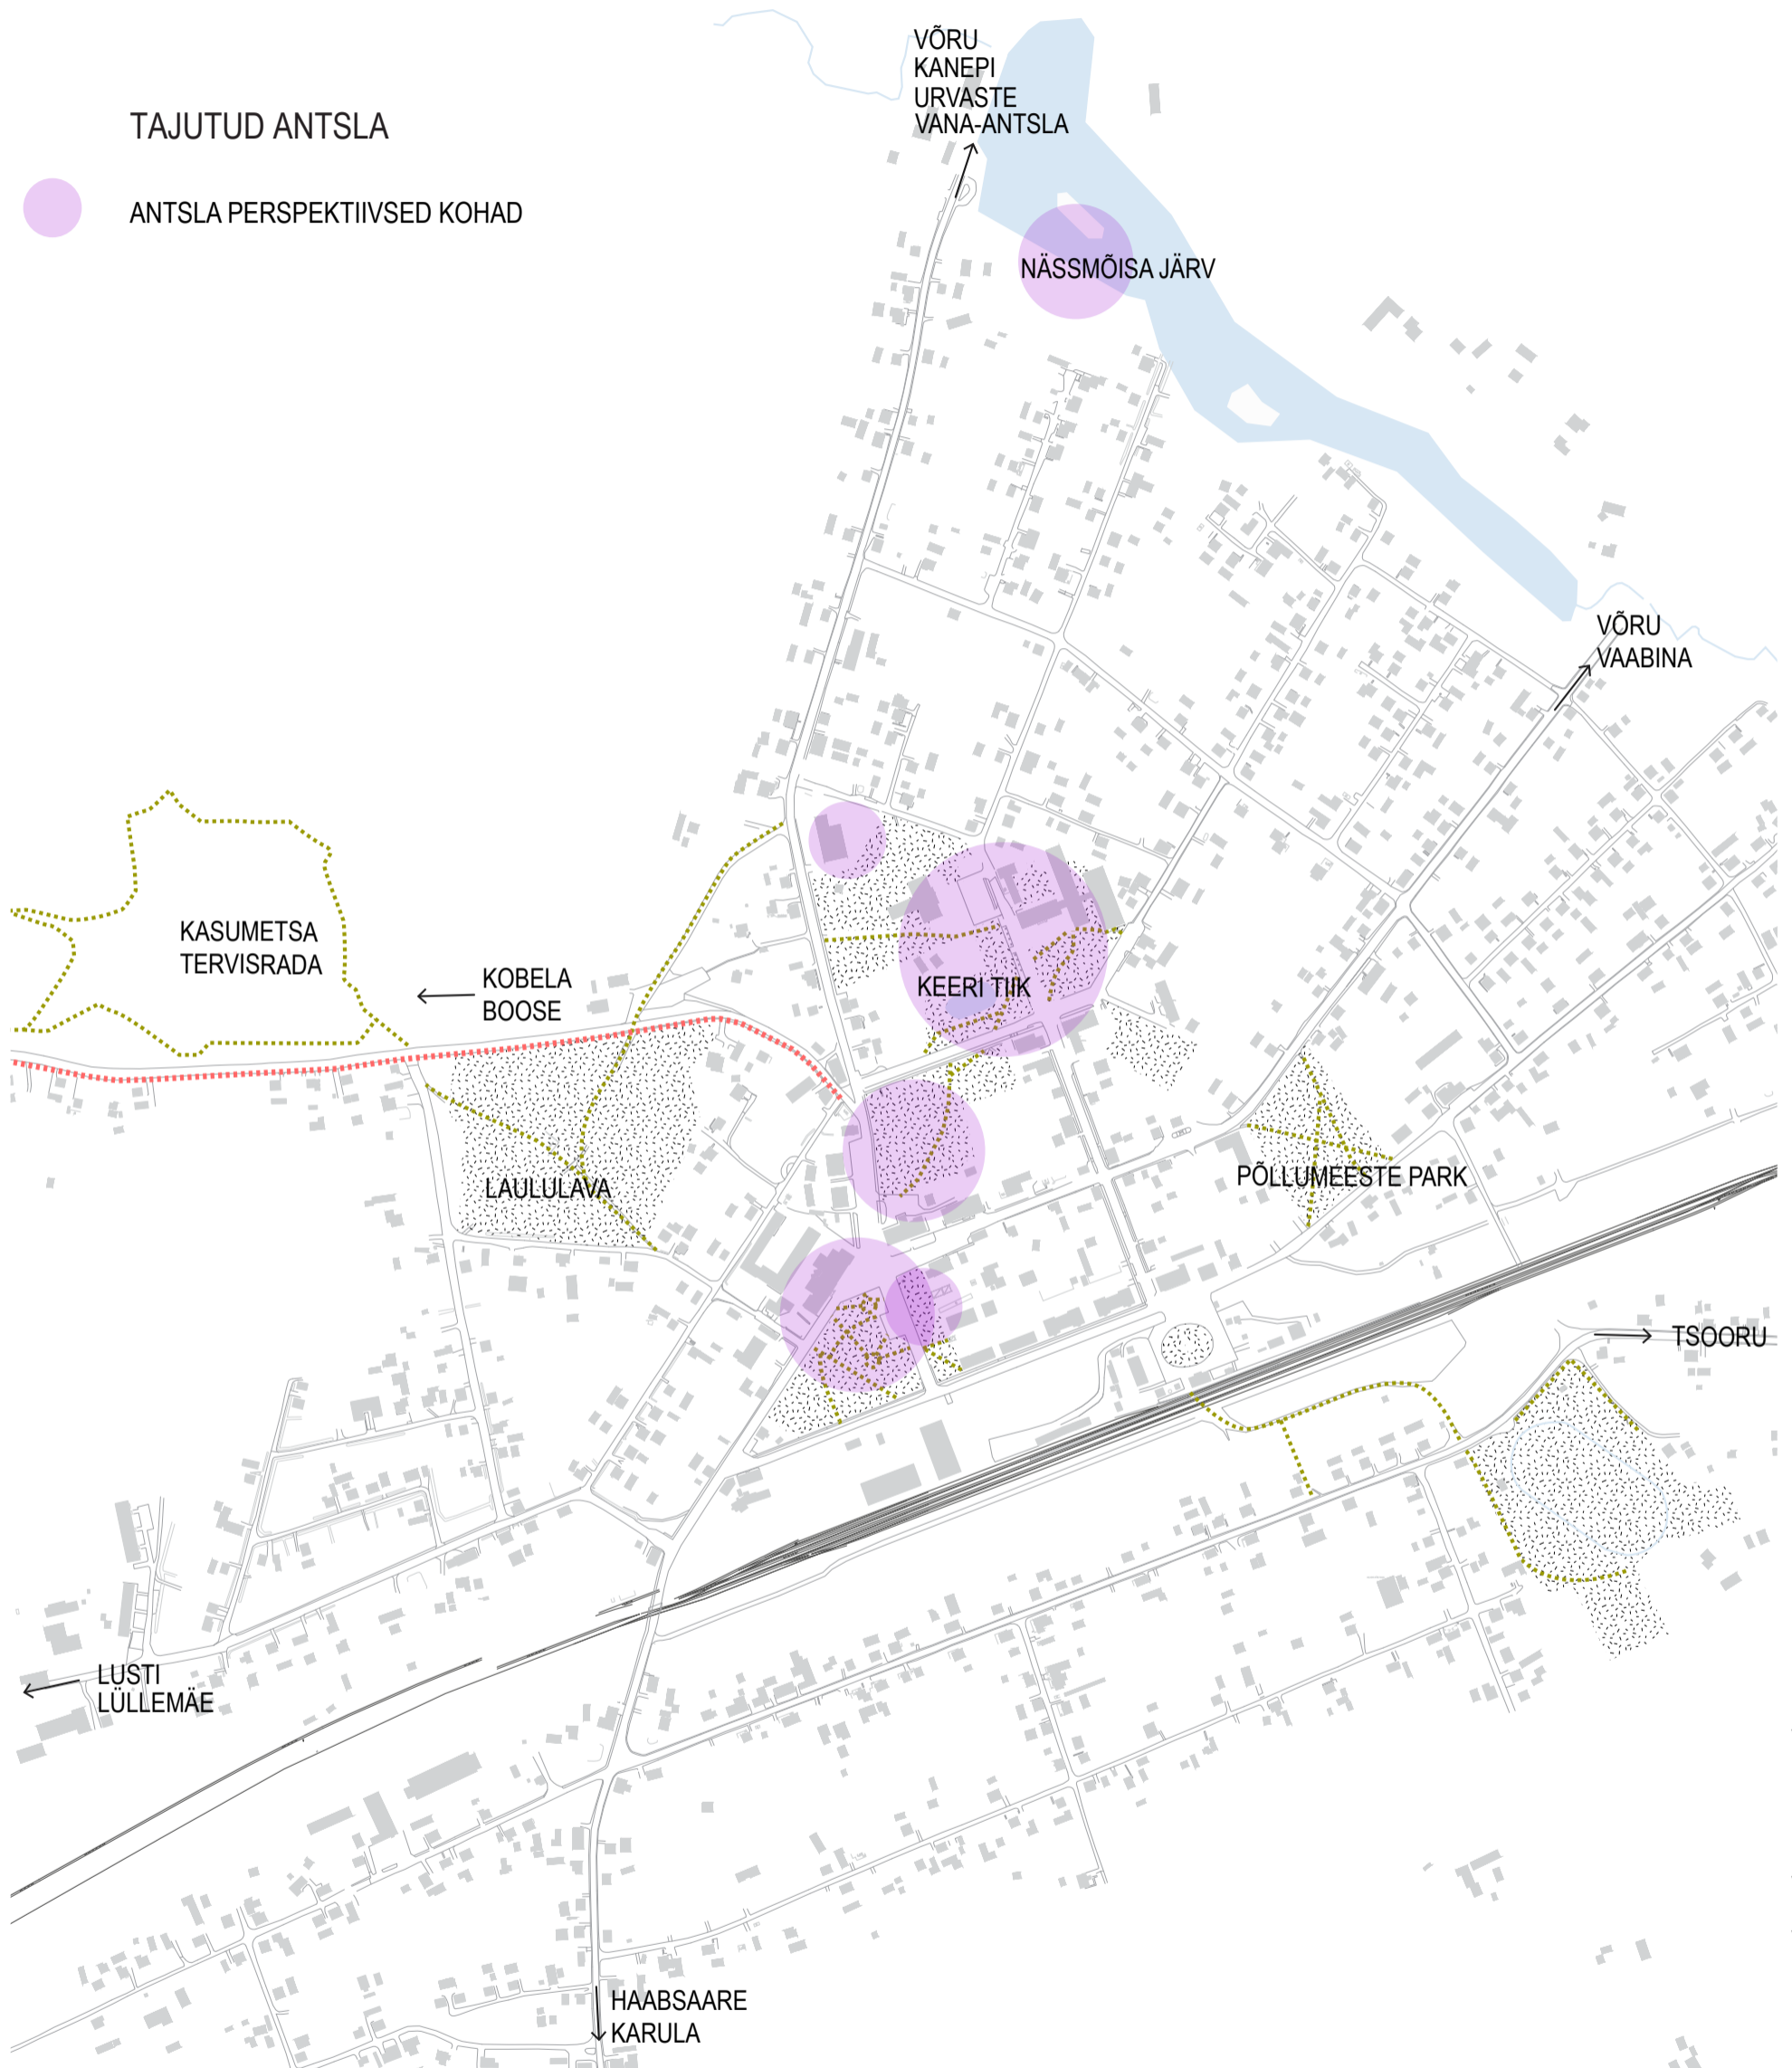 VÕRU
KANEPI
URVASTE
VANA-ANTSLA
TAJUTUD ANTSLA
ANTSLA PERSPEKTIIVSED KOHAD
NÄSSMÕISA JÄRV
VÕRU
VAABINA
KASUMETSA
TERVISRADA
KOBELA
BOOSE
KEERI TIIK
LAULULAVA
PÕLLUMEESTE PARK
TSOORU
LUSTI
LÜLLEMÄE
HAABSAARE
KARULA